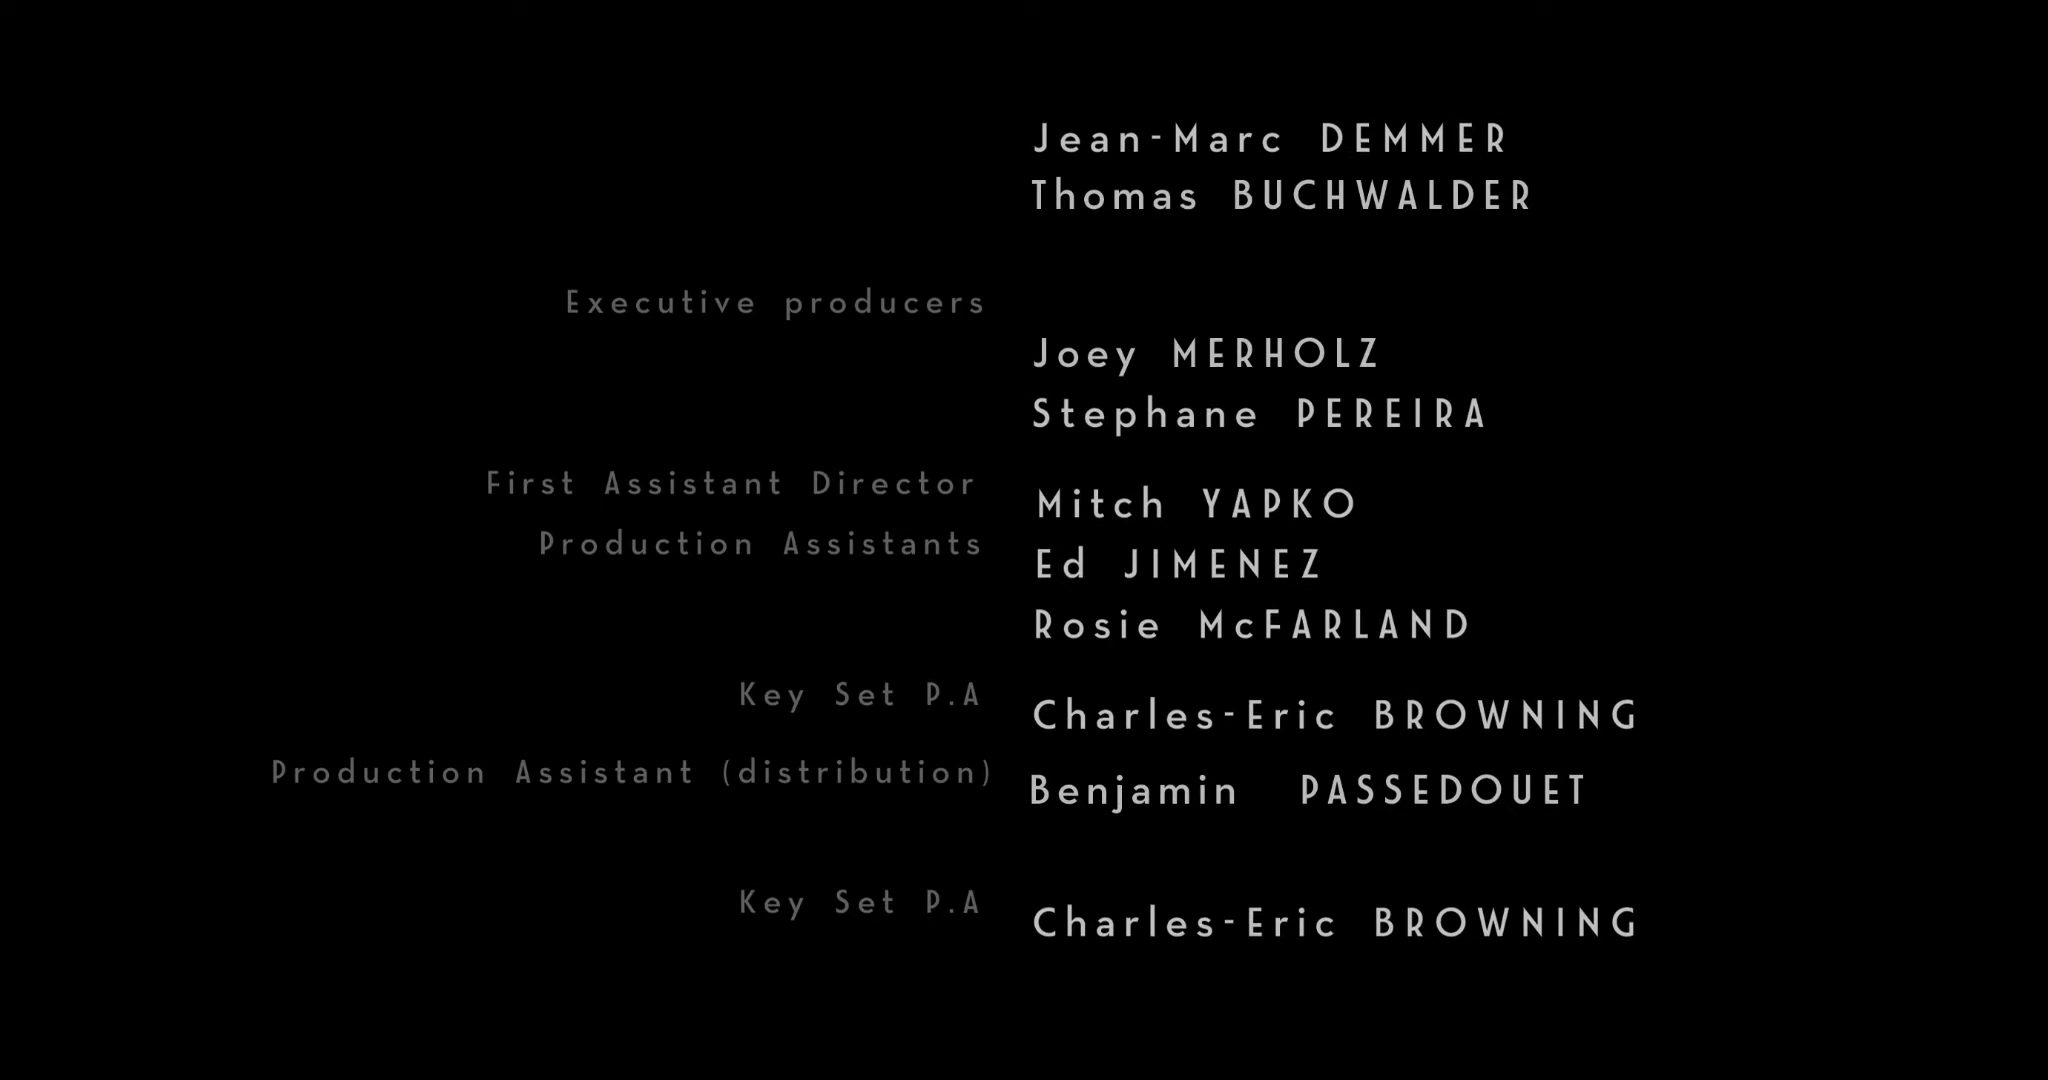 Jean-Marc DEMMER
Thomas BUCHWALDER
Executive producers
Joey MERHOLZ
Stephane PEREIRA
First Assistant Director
Mitch YAPKO
Production Assistants
Ed JIMENEZ
Rosie McFARLAND
Key Set P.A
Charles-Eric BROWNING
Production Assistant (distribution)
Benjamin PASSEDOUET
Key Set P.A
Charles-Eric BROWNING